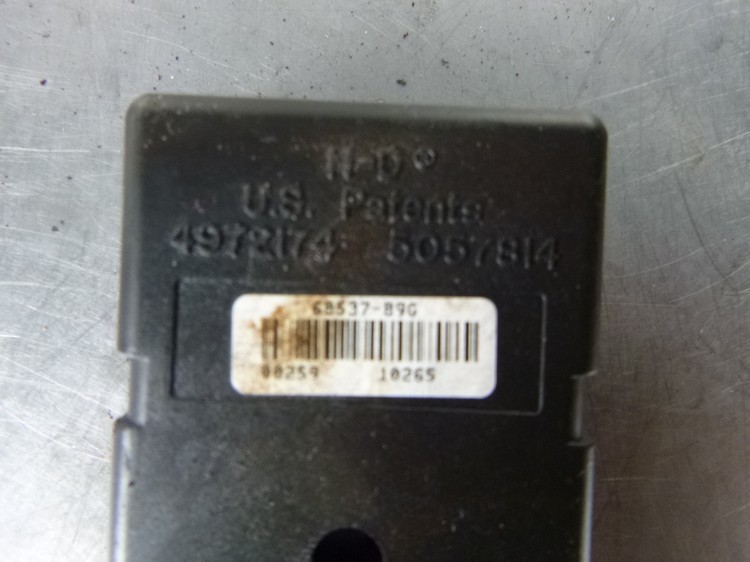 N-D
U.S. Patents
4972174 5057814
68537-89G
00259 10265